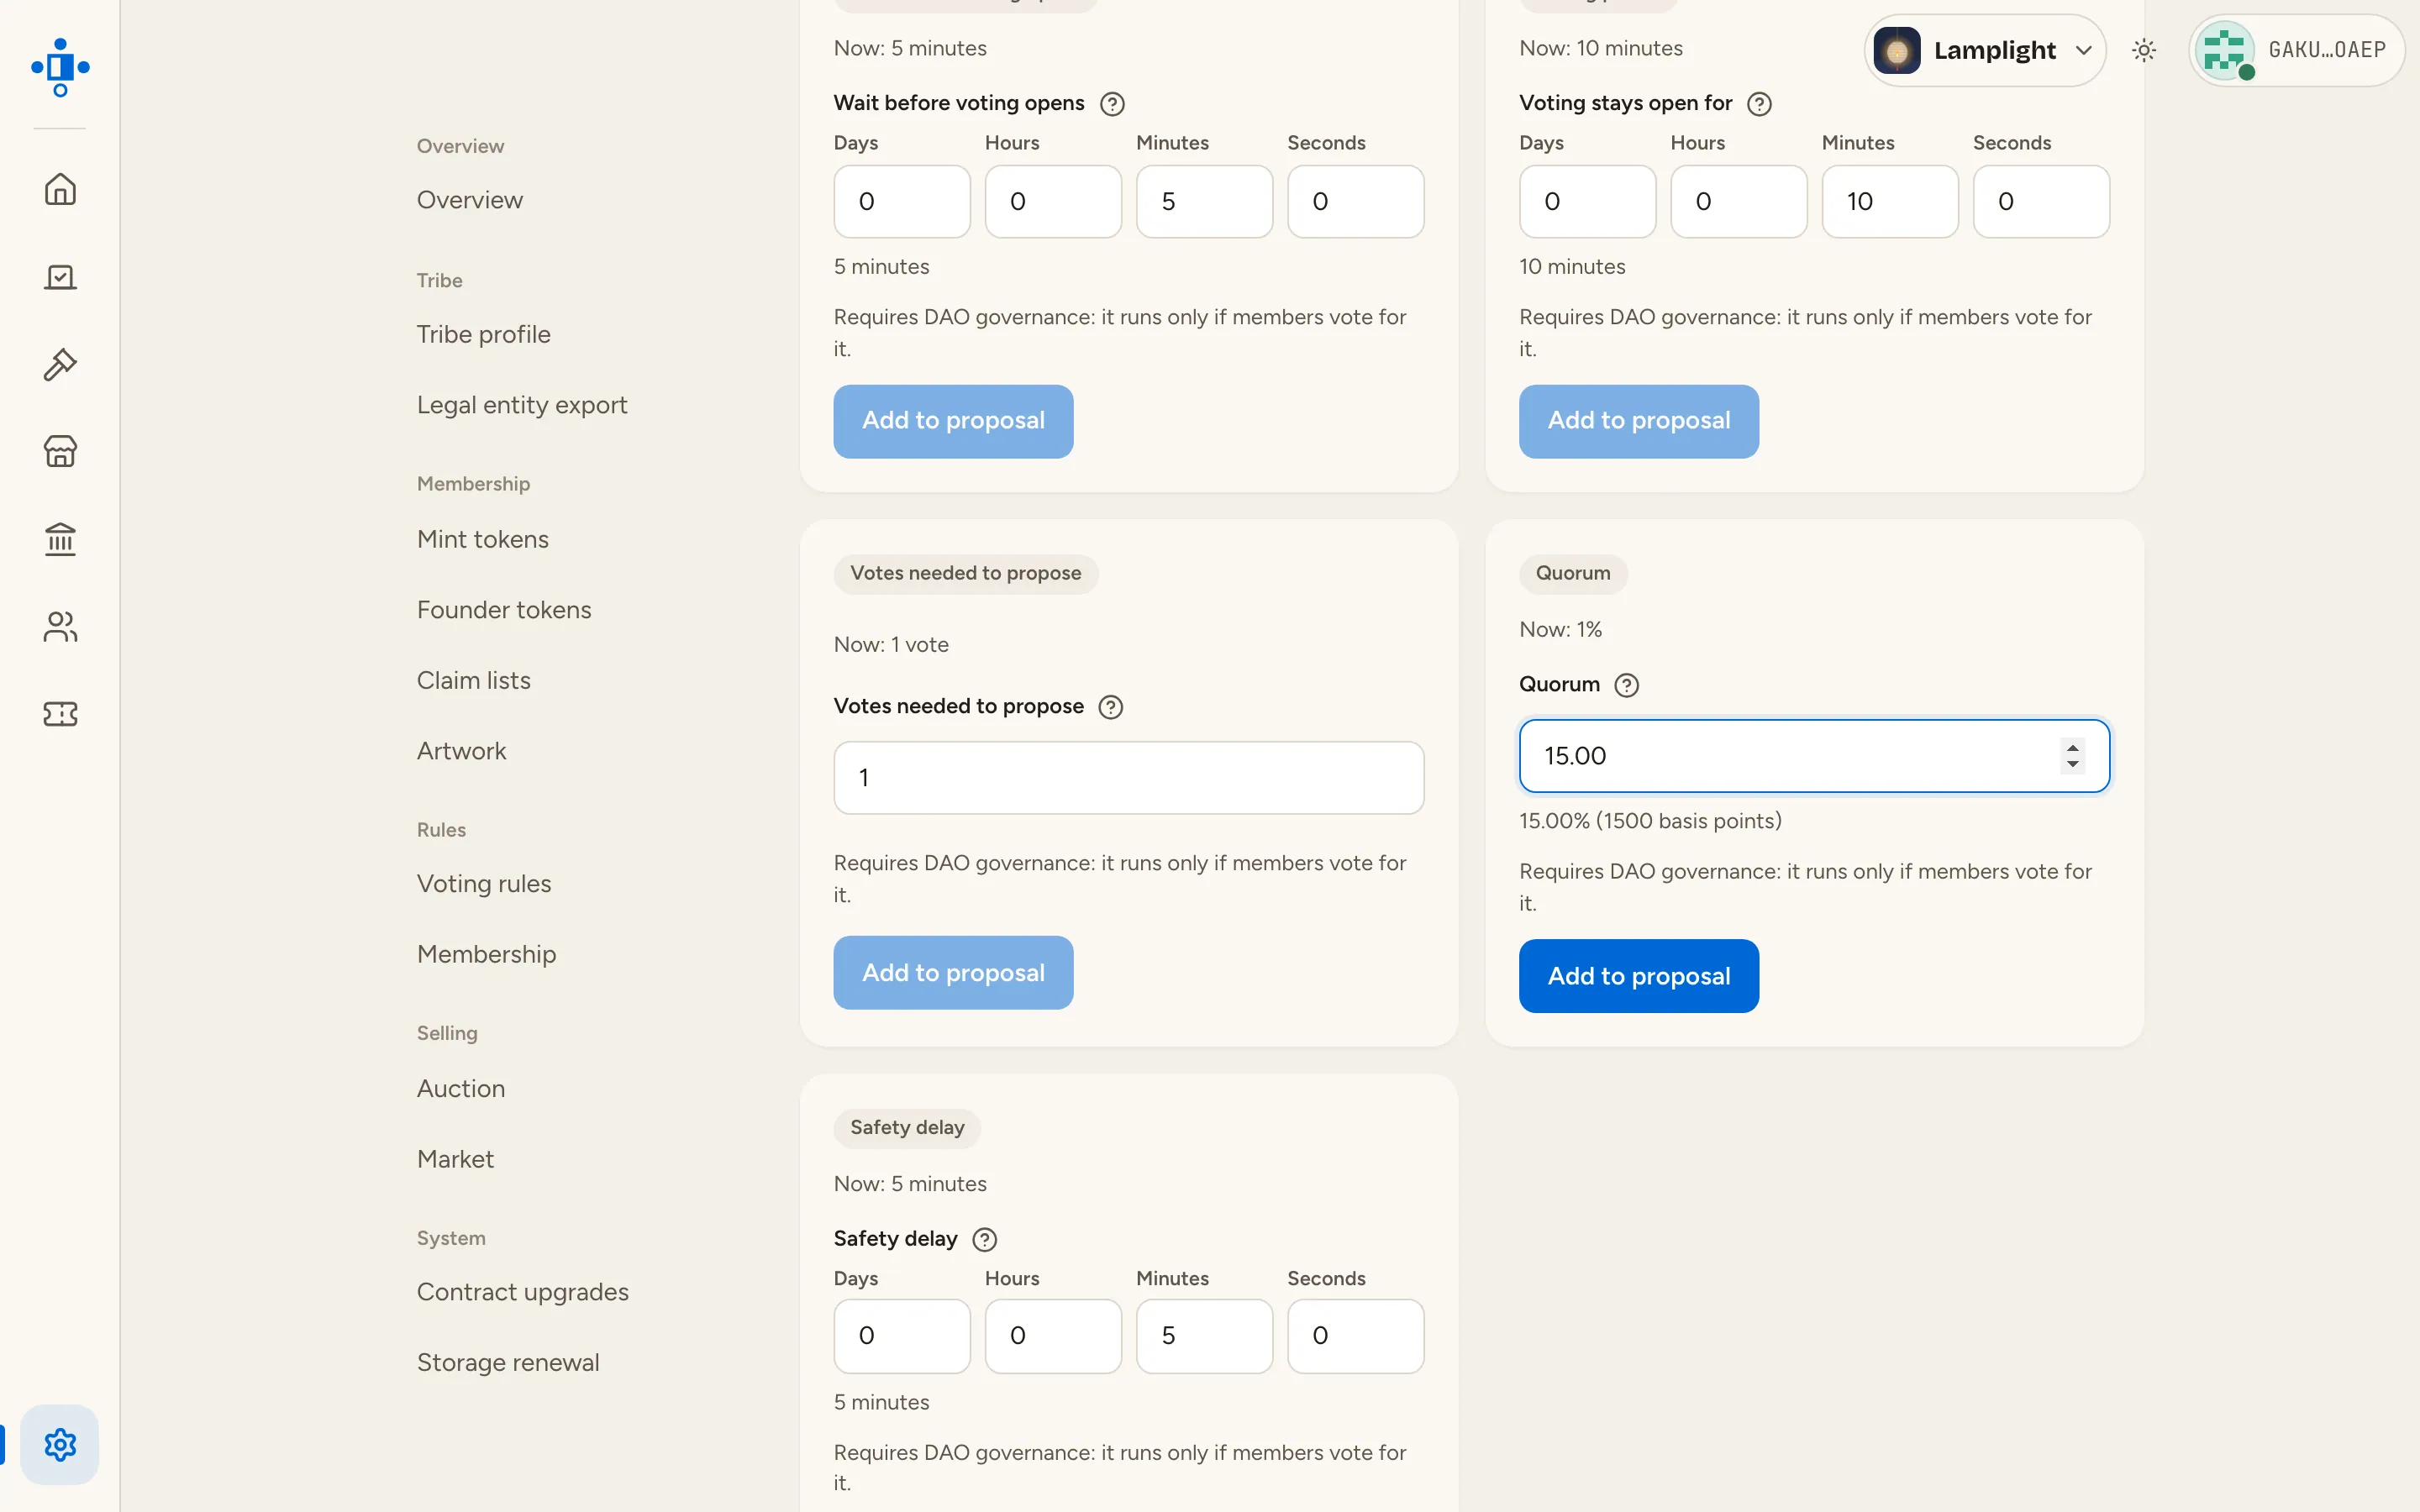 Lamplight
GAKU...OAEP
Overview
Overview
Tribe
Tribe profile
Legal entity export
Membership
Mint tokens
Founder tokens
Claim lists
Artwork
Rules
Voting rules
Membership
Selling
Auction
Market
System
Contract upgrades
Storage renewal
Now: 5 minutes
Wait before voting opens
Days Hours Minutes Seconds
0 0 5 0
5 minutes
Requires DAO governance: it runs only if members vote for
it.
Add to proposal
Now: 10 minutes
Voting stays open for
Days Hours Minutes Seconds
0 0 10 0
10 minutes
Requires DAO governance: it runs only if members vote for
it.
Add to proposal
Votes needed to propose
Now: 1 vote
Votes needed to propose
1
Requires DAO governance: it runs only if members vote for
it.
Add to proposal
Quorum
Now: 1%
Quorum
15.00
15.00% (1500 basis points)
Requires DAO governance: it runs only if members vote for
it.
Add to proposal
Safety delay
Now: 5 minutes
Safety delay
Days Hours Minutes Seconds
0 0 5 0
5 minutes
Requires DAO governance: it runs only if members vote for
it.